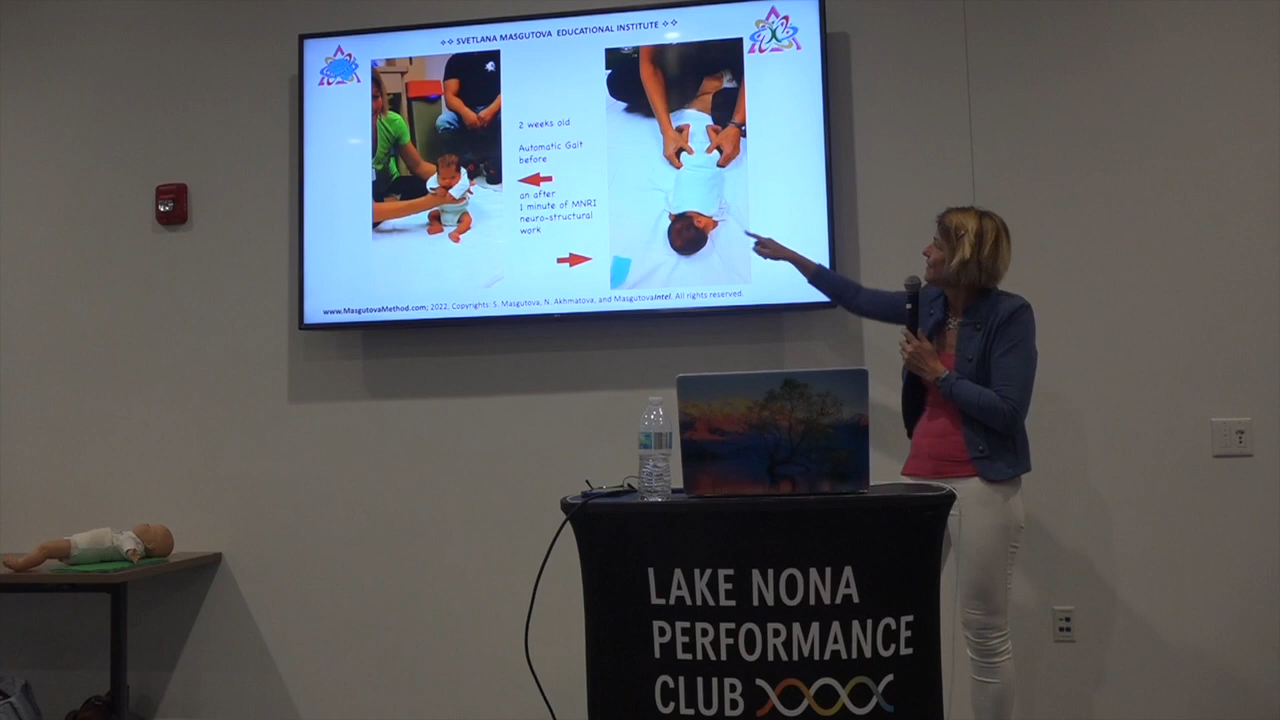 ✧✧ SVETLANA MASGUTOVA EDUCATIONAL INSTITUTE ✧✧
2 weeks old
Automatic Gait
before
an after
1 minute of MNRI
neuro-structural
work
www.MasgutovaMethod.com; 2022. Copyrights: S. Masgutova, N. Akhmatova, and MasgutovaIntel. All rights reserved.
LAKE NONA
PERFORMANCE
CLUB